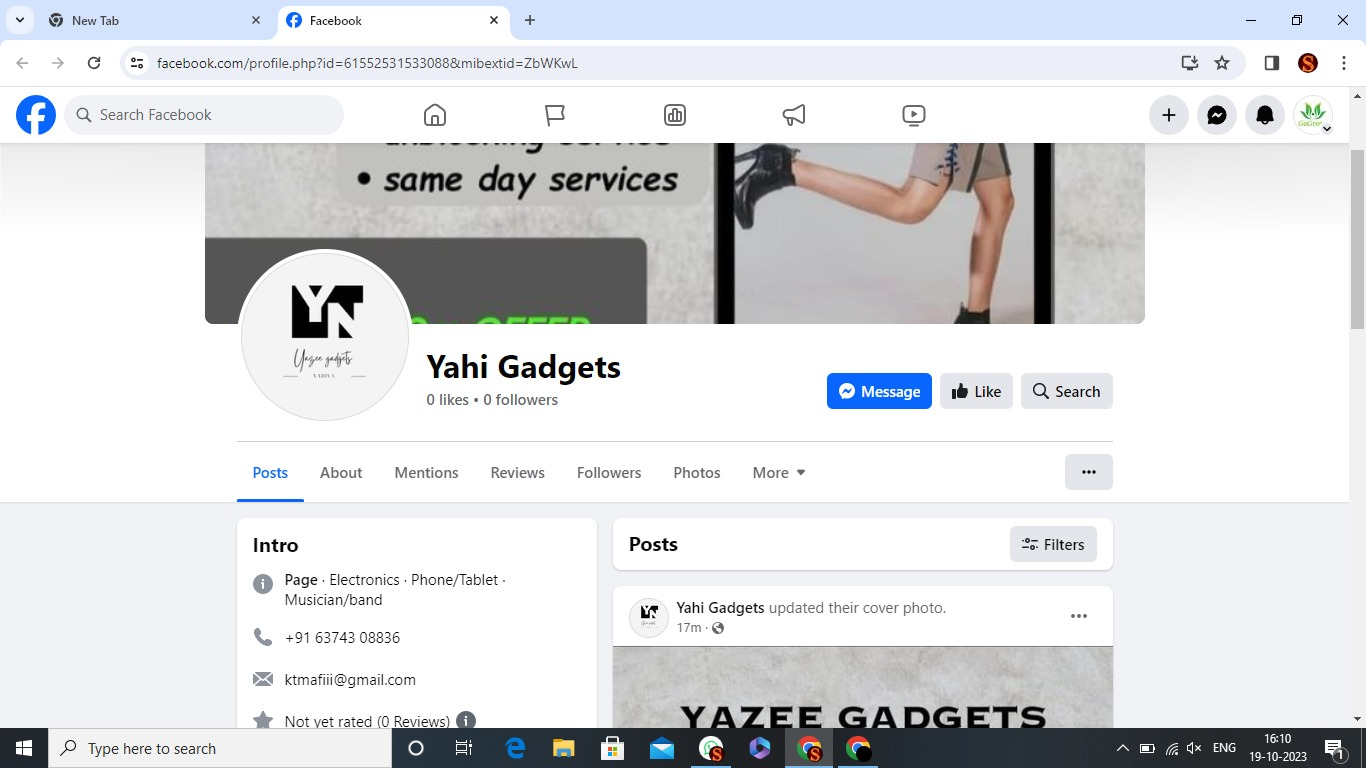 New Tab
Facebook
facebook.com/profile.php?id=61552531533088&mibextid=ZbWKwL
S
Search Facebook
GoGreen
• same day services
YN
Yazee gadgets
Yahi Gadgets
0 likes • 0 followers
Message
Like
Search
Posts
About
Mentions
Reviews
Followers
Photos
More
Intro
Page · Electronics · Phone/Tablet ·
Musician/band
+91 63743 08836
ktmafiii@gmail.com
Not yet rated (0 Reviews)
Posts
Filters
Yahi Gadgets updated their cover photo.
17m ·
YAZEE GADGETS
Type here to search
ENG
16:10
19-10-2023
1